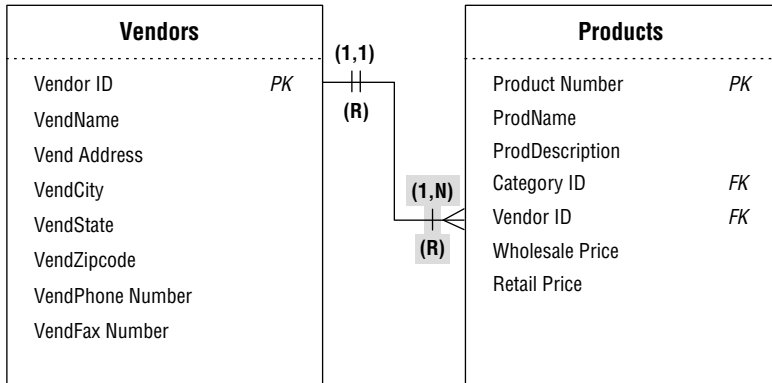 Vendors
Vendor ID PK
VendName
Vend Address
VendCity
VendState
VendZipcode
VendPhone Number
VendFax Number
(1,1)
(R)
(1,N)
(R)
Products
Product Number PK
ProdName
ProdDescription
Category ID FK
Vendor ID FK
Wholesale Price
Retail Price